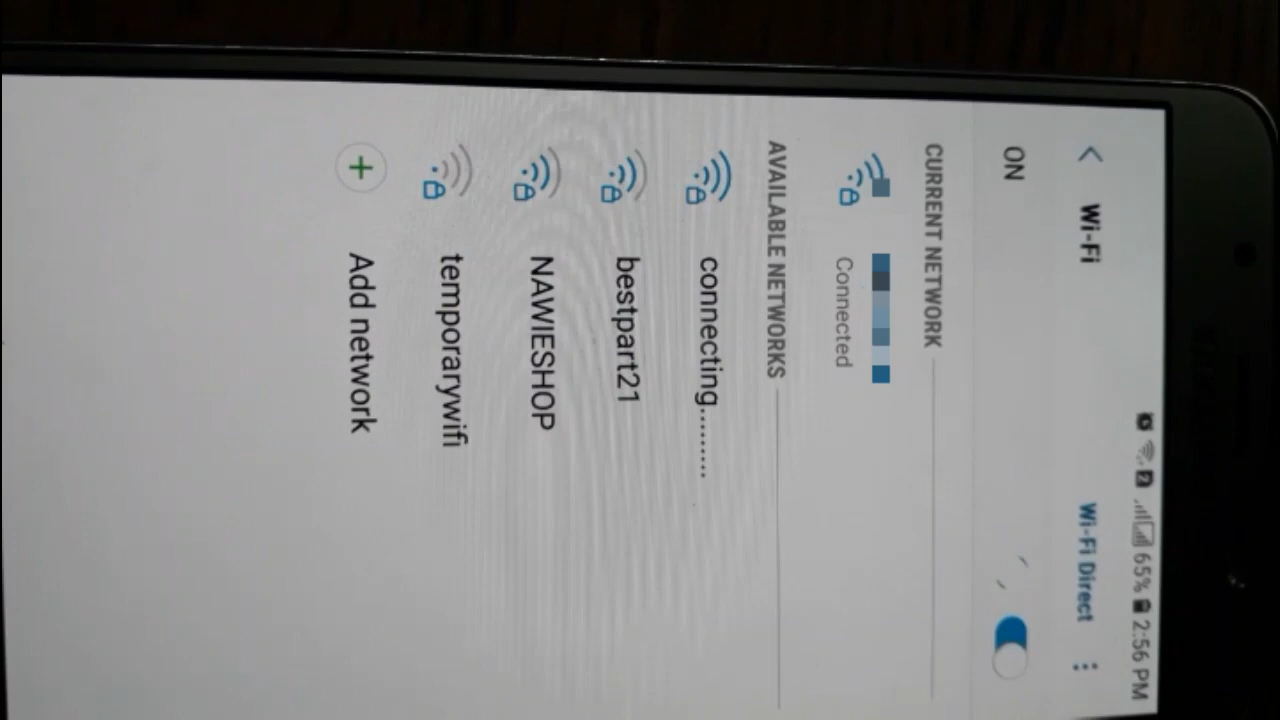 65% 2:56 PM
Wi-Fi
Wi-Fi Direct
ON
CURRENT NETWORK
Connected
AVAILABLE NETWORKS
connecting.........
bestpart21
NAWIESHOP
temporarywifi
Add network